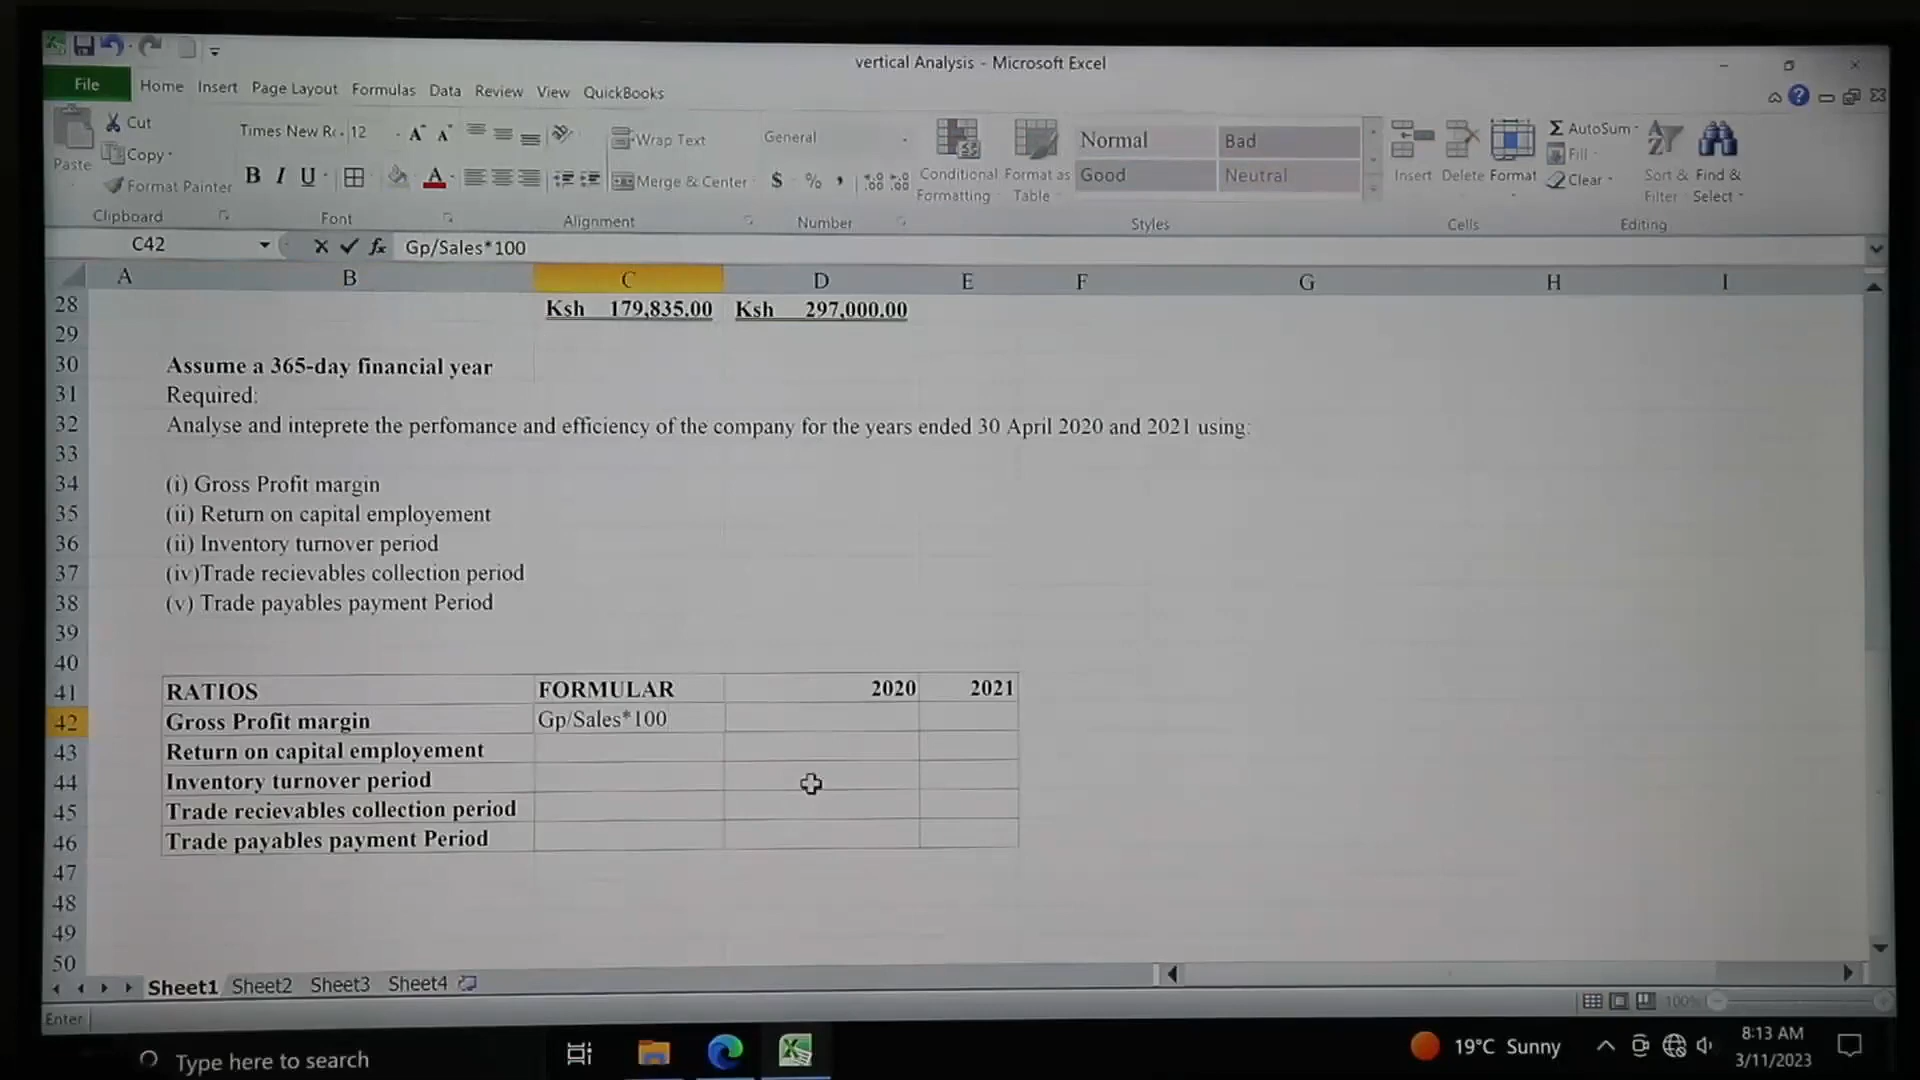 vertical Analysis - Microsoft Excel
File Home Insert Page Layout Formulas Data Review View QuickBooks
Cut
Copy
Format Painter
Paste
Clipboard
Times New Ro 12
B I U
Font
Wrap Text
Merge & Center
Alignment
General
$ % ,
Number
Conditional Formatting
Format as Table
Normal Bad
Good Neutral
Styles
Insert Delete Format
Cells
Σ AutoSum
Fill
Clear
Sort & Filter
Find & Select
Editing
C42 fx Gp/Sales*100
A B C D E F G H I
28 Ksh 179,835.00 Ksh 297,000.00
29
30 Assume a 365-day financial year
31 Required:
32 Analyse and inteprete the perfomance and efficiency of the company for the years ended 30 April 2020 and 2021 using:
33
34 (i) Gross Profit margin
35 (ii) Return on capital employement
36 (ii) Inventory turnover period
37 (iv)Trade recievables collection period
38 (v) Trade payables payment Period
39
40
41 RATIOS FORMULAR 2020 2021
42 Gross Profit margin Gp/Sales*100
43 Return on capital employement
44 Inventory turnover period
45 Trade recievables collection period
46 Trade payables payment Period
47
48
49
50
Sheet1 Sheet2 Sheet3 Sheet4
Enter 100%
Type here to search
19°C Sunny
8:13 AM
3/11/2023